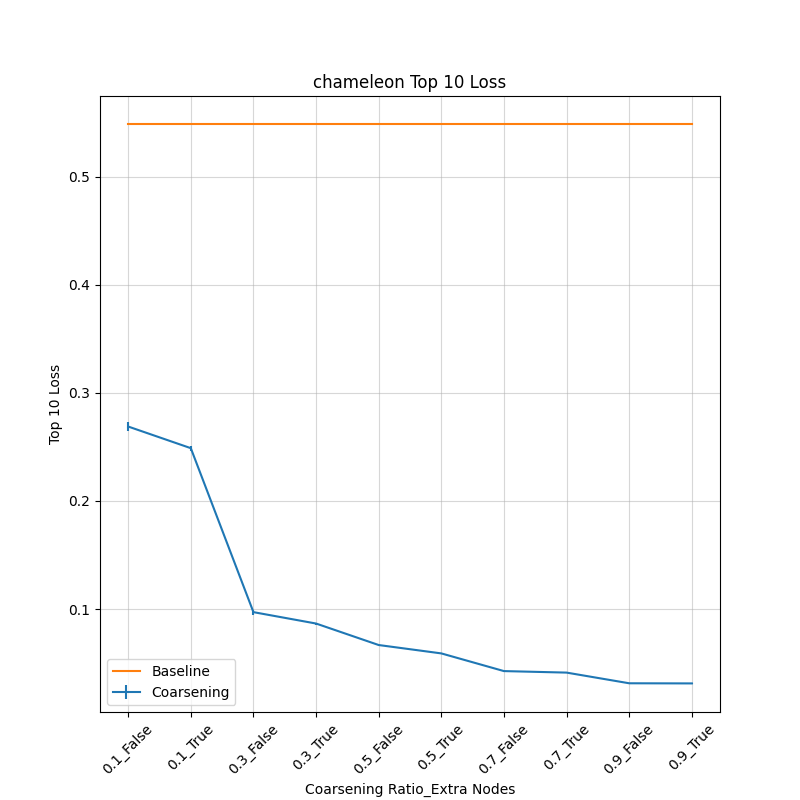 chameleon Top 10 Loss
Top 10 Loss
0.5
0.4
0.3
0.2
0.1
Baseline
Coarsening
0.1_False
0.1_True
0.3_False
0.3_True
0.5_False
0.5_True
0.7_False
0.7_True
0.9_False
0.9_True
Coarsening Ratio_Extra Nodes